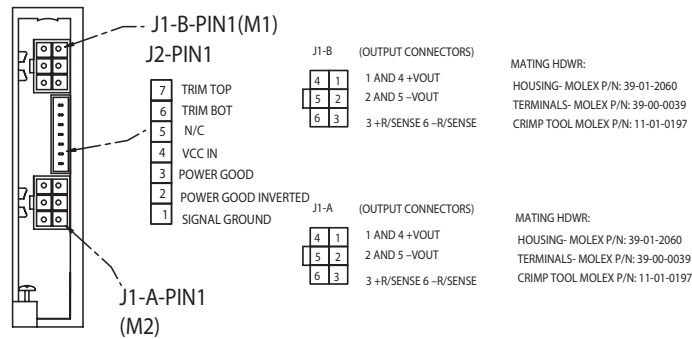 J1-B-PIN1(M1)
J2-PIN1
7 TRIM TOP
6 TRIM BOT
5 N/C
4 VCC IN
3 POWER GOOD
2 POWER GOOD INVERTED
1 SIGNAL GROUND
J1-A-PIN1
(M2)
J1-B (OUTPUT CONNECTORS)
4 1 1 AND 4 +VOUT
5 2 2 AND 5 –VOUT
6 3 3 +R/SENSE 6 –R/SENSE
MATING HDWR:
HOUSING- MOLEX P/N: 39-01-2060
TERMINALS- MOLEX P/N: 39-00-0039
CRIMP TOOL MOLEX P/N: 11-01-0197
J1-A (OUTPUT CONNECTORS)
4 1 1 AND 4 +VOUT
5 2 2 AND 5 –VOUT
6 3 3 +R/SENSE 6 –R/SENSE
MATING HDWR:
HOUSING- MOLEX P/N: 39-01-2060
TERMINALS- MOLEX P/N: 39-00-0039
CRIMP TOOL MOLEX P/N: 11-01-0197